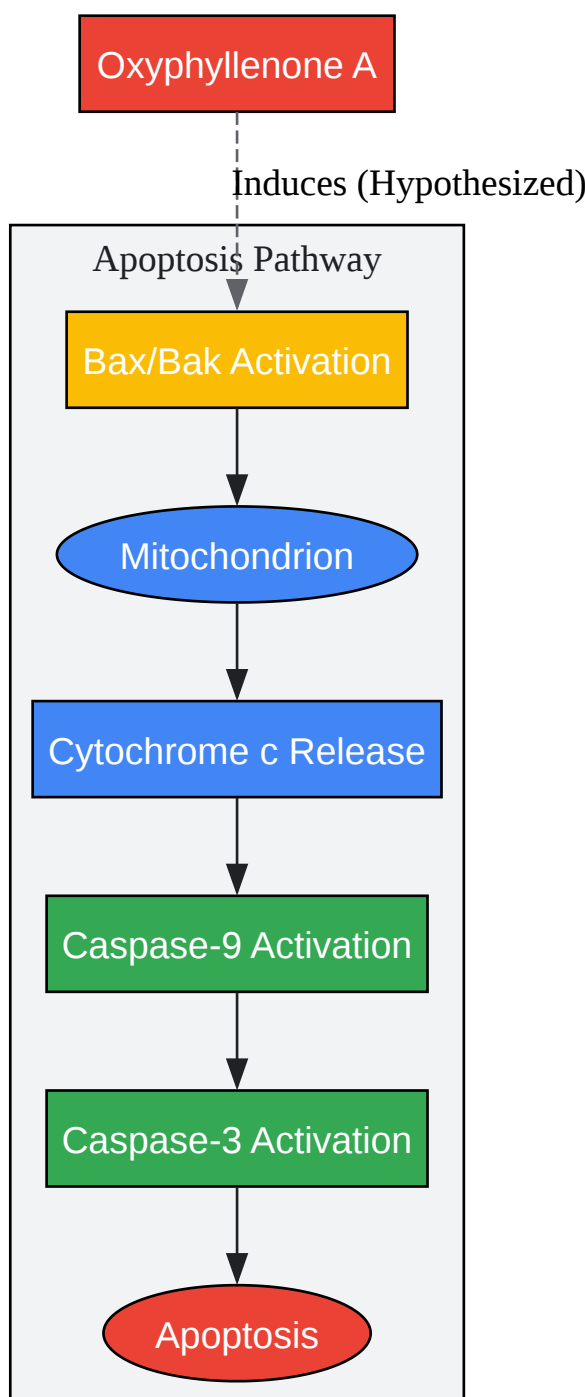 Oxyphyllenone A
Induces (Hypothesized)
Apoptosis Pathway
Bax/Bak Activation
Mitochondrion
Cytochrome c Release
Caspase-9 Activation
Caspase-3 Activation
Apoptosis